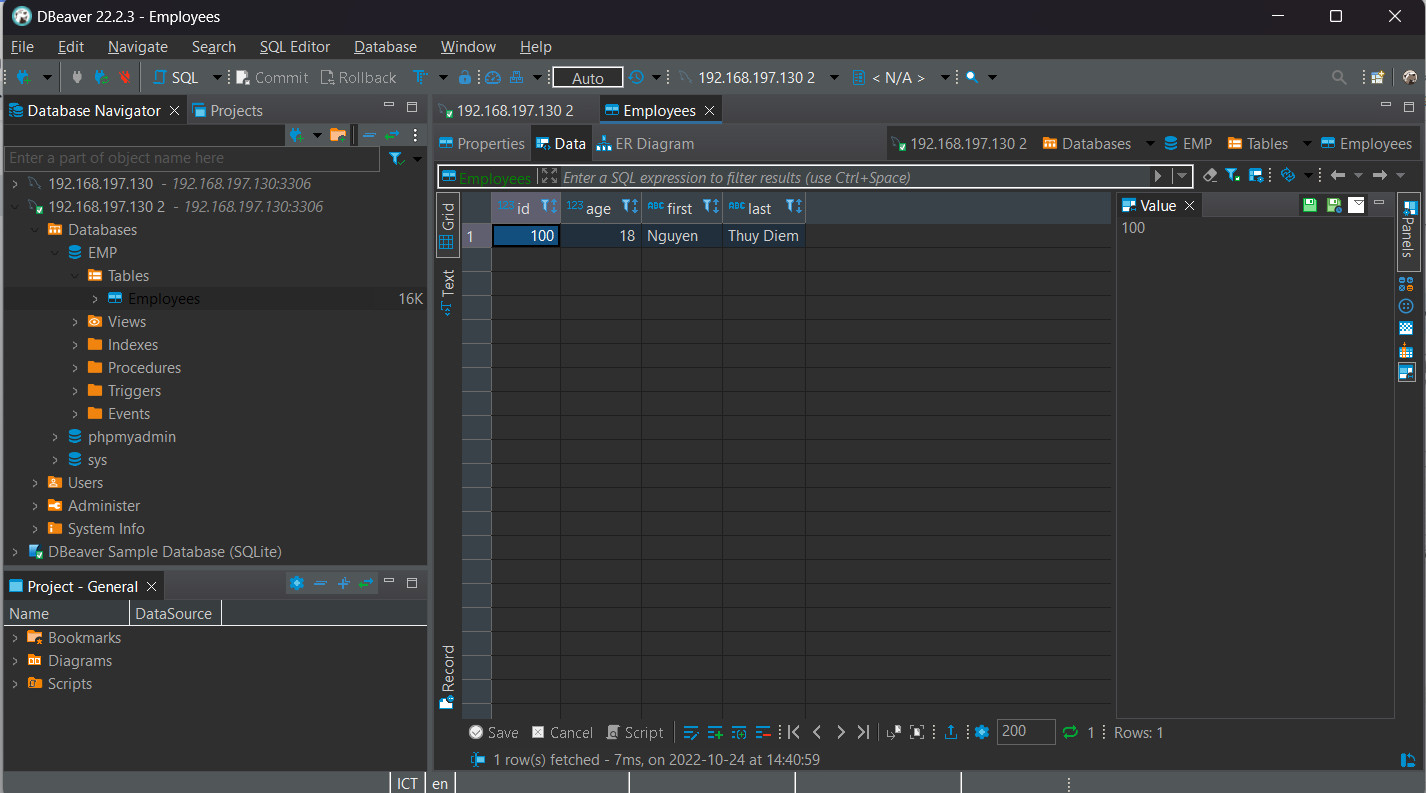 DBeaver 22.2.3 - Employees
File Edit Navigate Search SQL Editor Database Window Help
SQL Commit Rollback Auto 192.168.197.130 2 < N/A >
Database Navigator Projects
Enter a part of object name here
192.168.197.130 - 192.168.197.130:3306
192.168.197.130 2 - 192.168.197.130:3306
Databases
EMP
Tables
Employees 16K
Views
Indexes
Procedures
Triggers
Events
phpmyadmin
sys
Users
Administer
System Info
DBeaver Sample Database (SQLite)
Project - General
Name DataSource
Bookmarks
Diagrams
Scripts
192.168.197.130 2 Employees
Properties Data ER Diagram 192.168.197.130 2 Databases EMP Tables Employees
Employees Enter a SQL expression to filter results (use Ctrl+Space)
Grid
Text
Record
123 id 123 age ABC first ABC last
1 100 18 Nguyen Thuy Diem
Value
100
Panels
Save Cancel Script 200 1 Rows: 1
1 row(s) fetched - 7ms, on 2022-10-24 at 14:40:59
ICT en